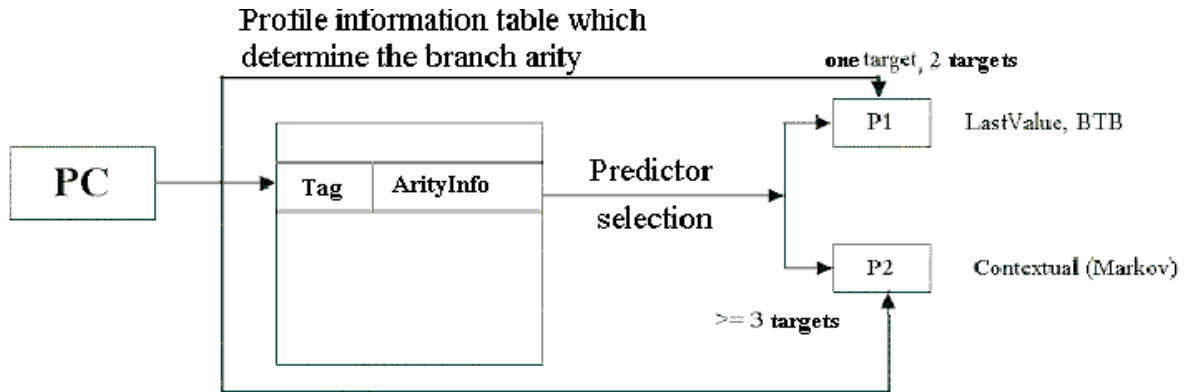 Profile information table which
determine the branch arity
one target, 2 targets
P1
LastValue, BTB
PC
Tag
ArityInfo
Predictor
selection
P2
Contextual (Markov)
>= 3 targets